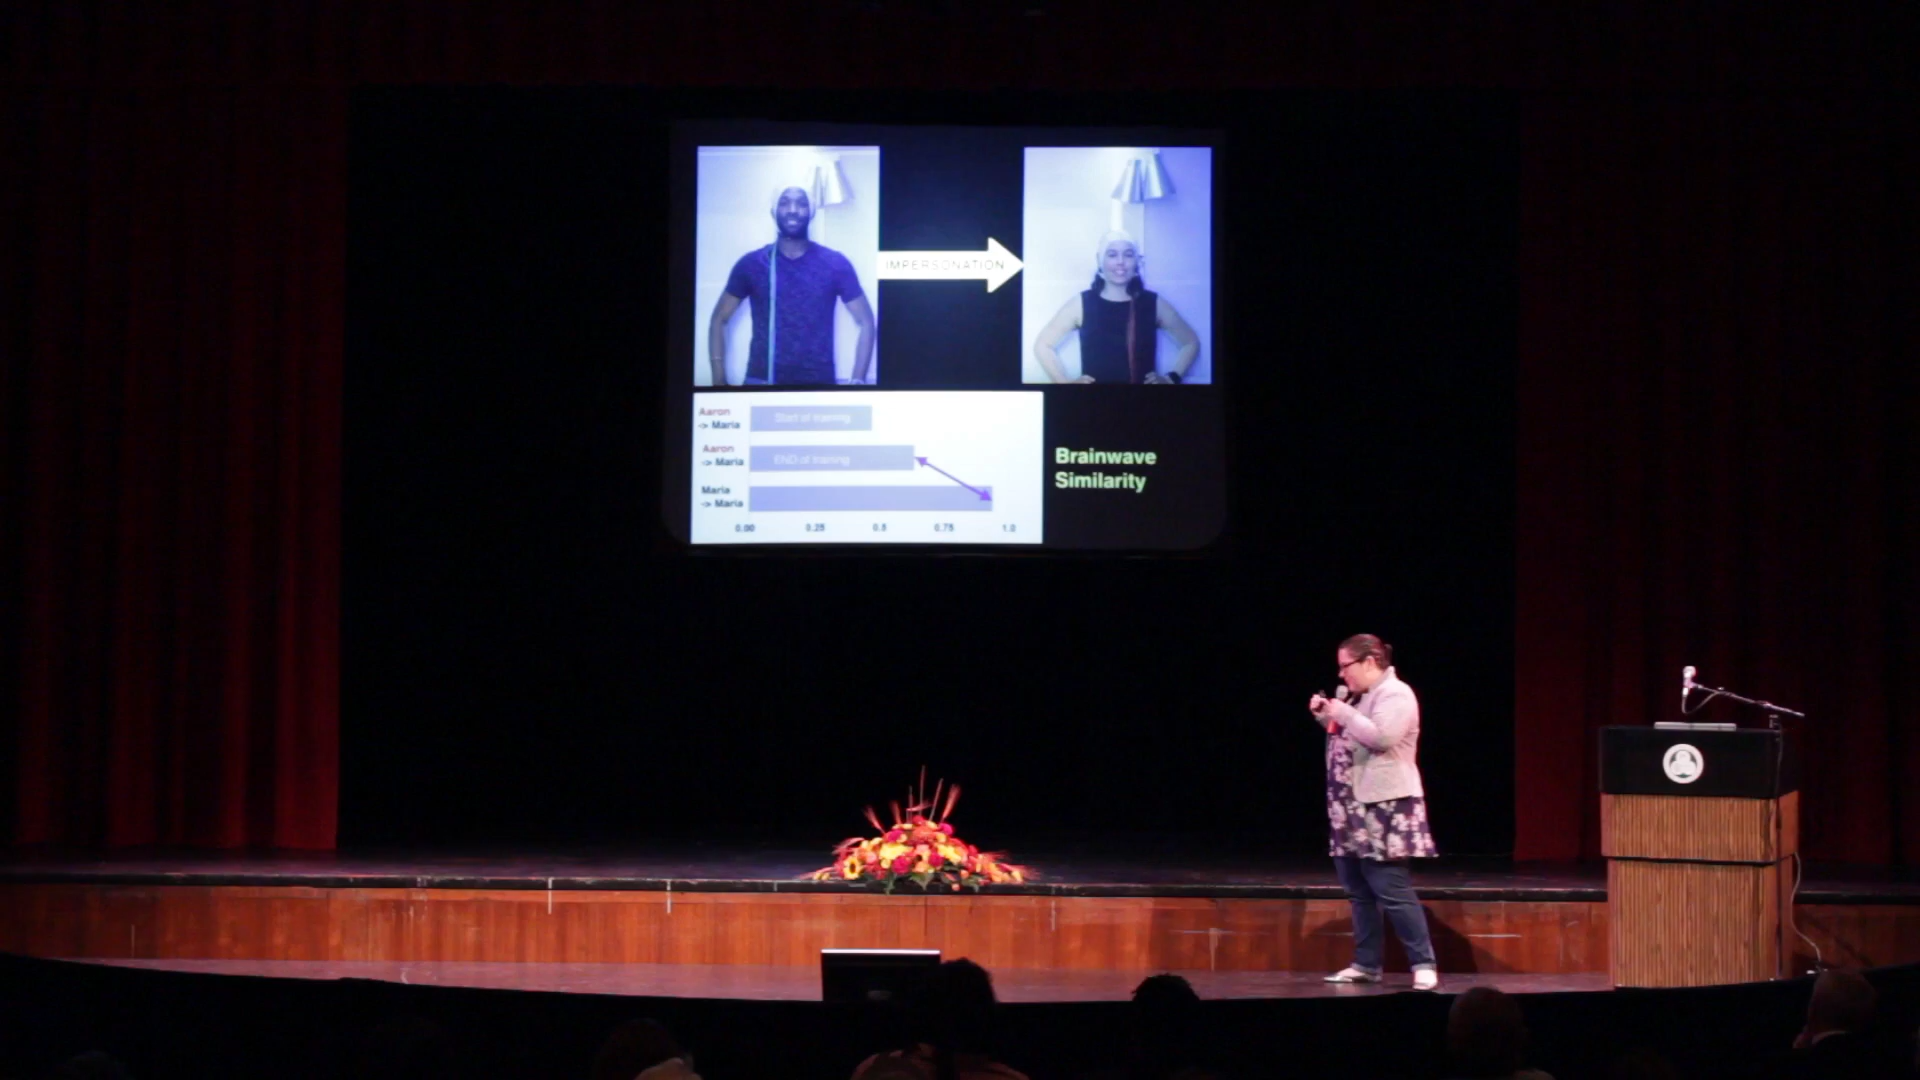 IMPERSONATION
Aaron
-> Maria
Start of training
Aaron
-> Maria
END of training
Maria
-> Maria
0.00 0.25 0.5 0.75 1.0
Brainwave
Similarity